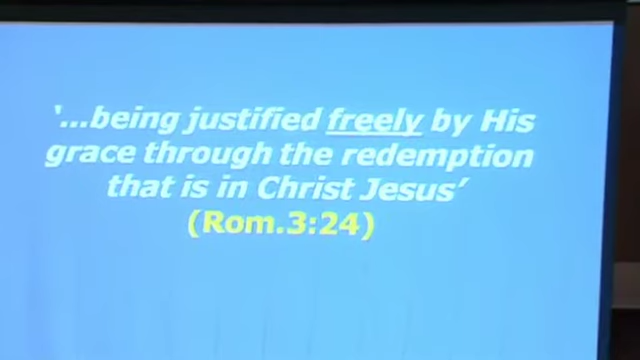 ‘...being justified freely by His
grace through the redemption
that is in Christ Jesus’
(Rom.3:24)